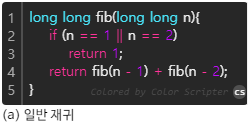 1 long long fib(long long n){
2 if (n == 1 || n == 2)
3 return 1;
4 return fib(n - 1) + fib(n - 2);
5 }
Colored by Color Scripter cs
(a) 일반 재귀